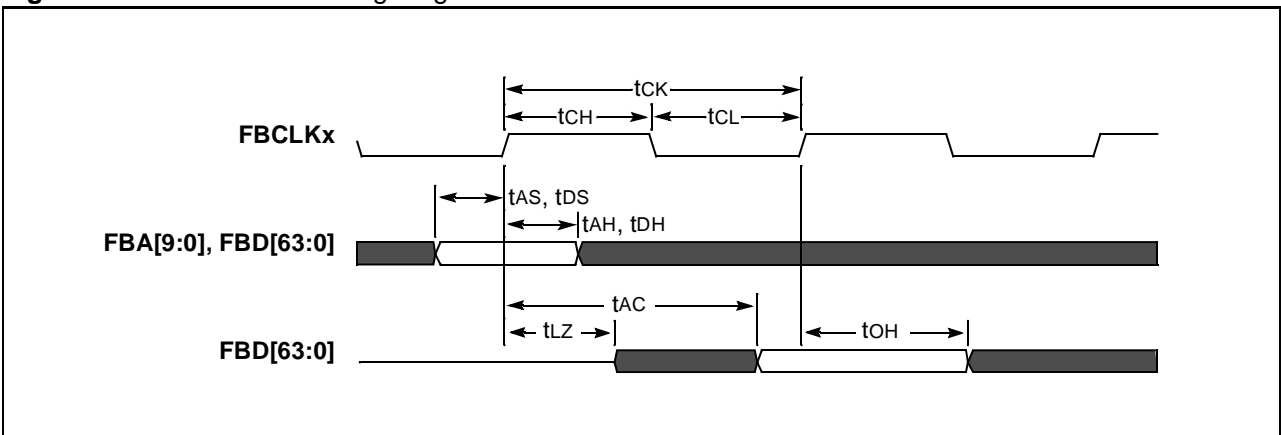 tCK
tCH
tCL
FBCLKx
tAS, tDS
tAH, tDH
FBA[9:0], FBD[63:0]
tAC
tLZ
tOH
FBD[63:0]